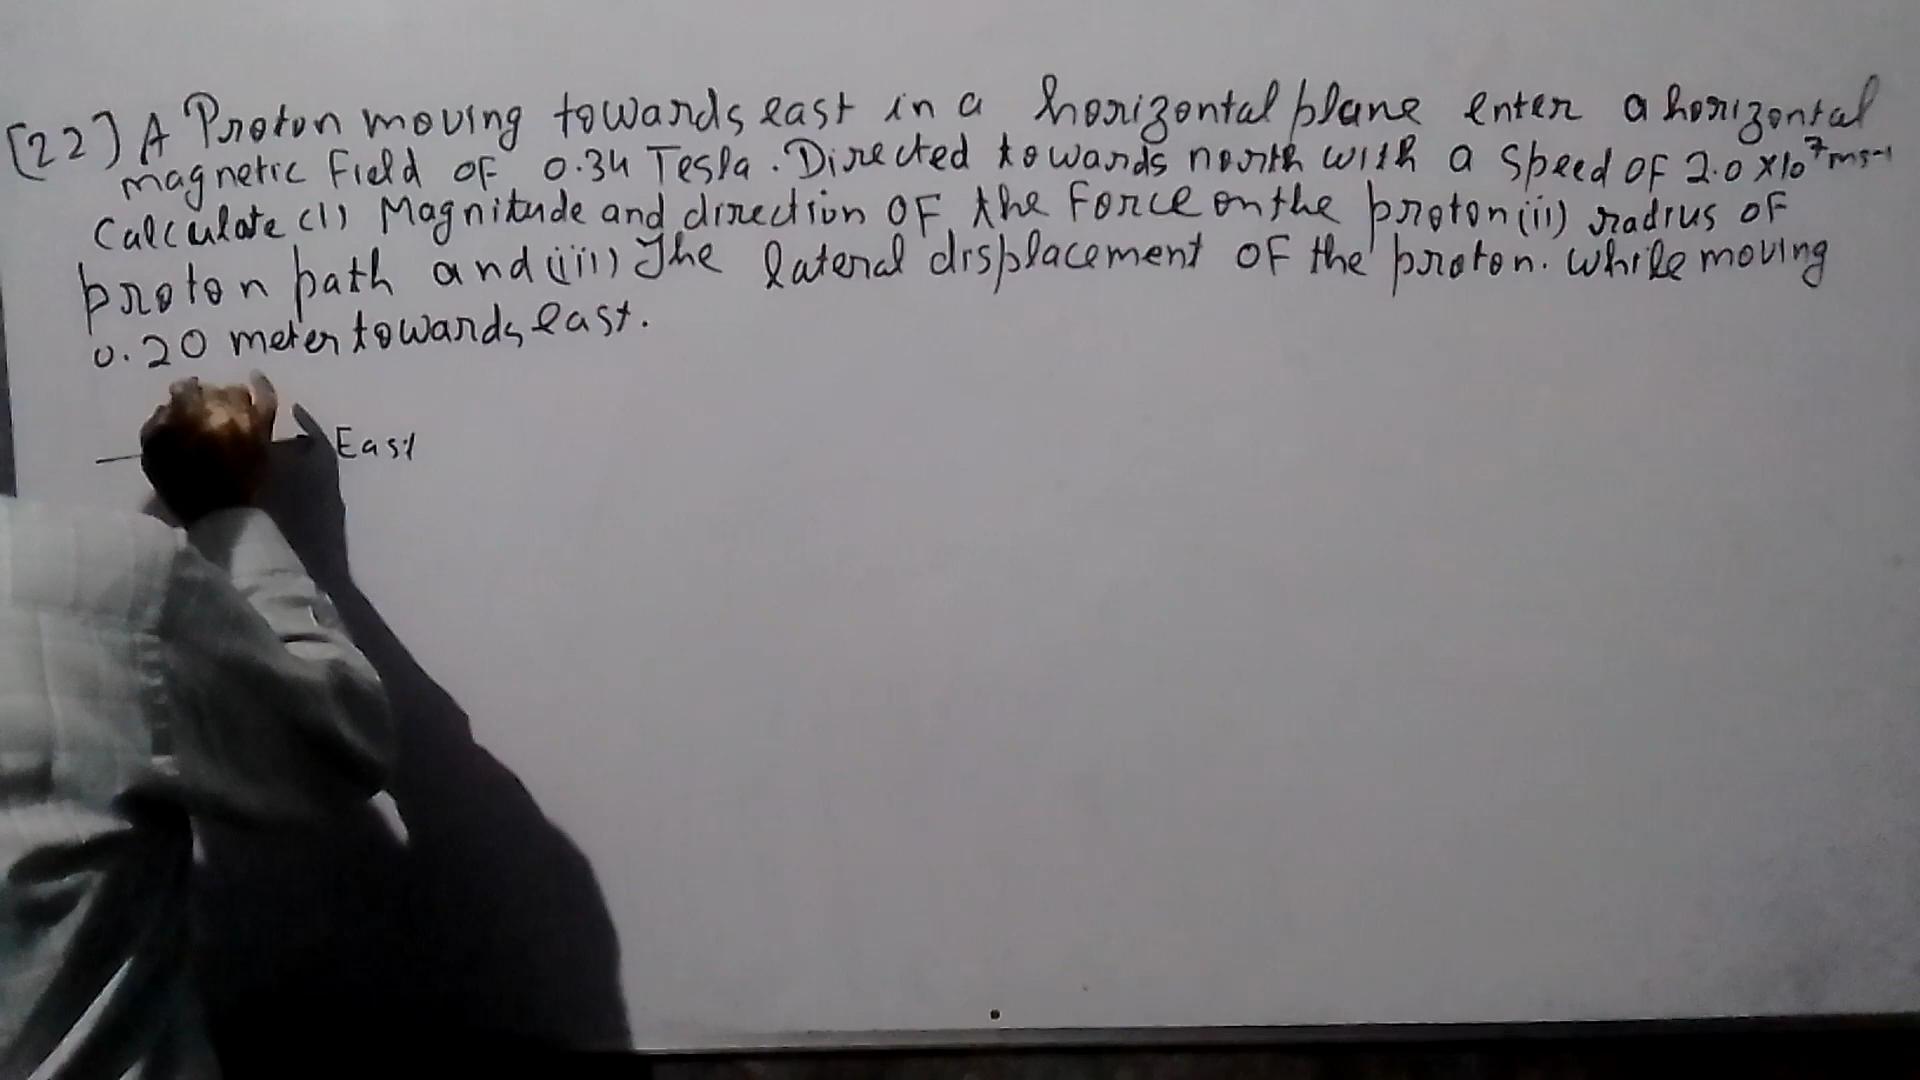 [22] A Proton moving towards east in a horizontal plane enter a horizontal
magnetic Field of 0.34 Tesla. Directed towards north with a speed of 2.0 x10⁷ms⁻¹
Calculate (1) Magnitude and direction of the Force on the proton (ii) radius of
proton path and (iii) The lateral displacement of the proton. while moving
0.20 meter towards east.
East